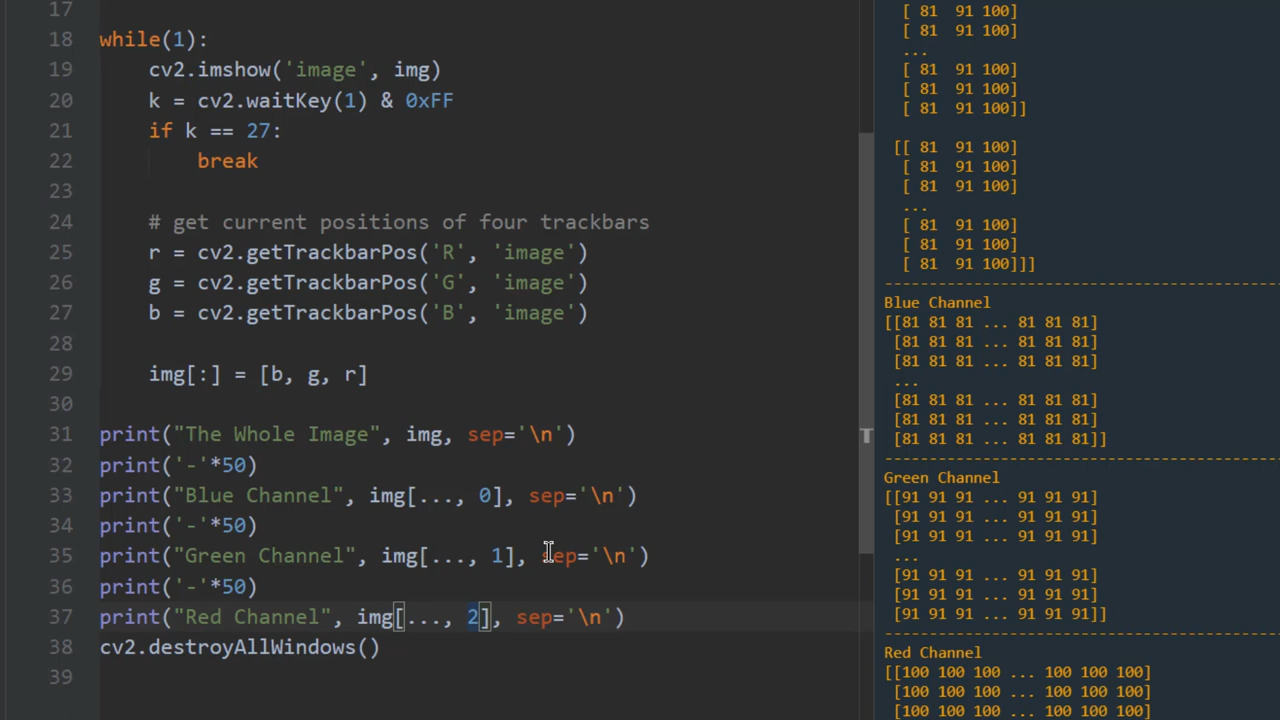 17
18 while(1):
19 cv2.imshow('image', img)
20 k = cv2.waitKey(1) & 0xFF
21 if k == 27:
22 break
23
24 # get current positions of four trackbars
25 r = cv2.getTrackbarPos('R', 'image')
26 g = cv2.getTrackbarPos('G', 'image')
27 b = cv2.getTrackbarPos('B', 'image')
28
29 img[:] = [b, g, r]
30
31 print("The Whole Image", img, sep='\n')
32 print('-'*50)
33 print("Blue Channel", img[..., 0], sep='\n')
34 print('-'*50)
35 print("Green Channel", img[..., 1], sep='\n')
36 print('-'*50)
37 print("Red Channel", img[..., 2], sep='\n')
38 cv2.destroyAllWindows()
39
[ 81 91 100]
[ 81 91 100]
...
[ 81 91 100]
[ 81 91 100]
[ 81 91 100]]
[[ 81 91 100]
[ 81 91 100]
[ 81 91 100]
...
[ 81 91 100]
[ 81 91 100]
[ 81 91 100]]]
--------------------------------------------------
Blue Channel
[[81 81 81 ... 81 81 81]
[81 81 81 ... 81 81 81]
[81 81 81 ... 81 81 81]
...
[81 81 81 ... 81 81 81]
[81 81 81 ... 81 81 81]
[81 81 81 ... 81 81 81]]
--------------------------------------------------
Green Channel
[[91 91 91 ... 91 91 91]
[91 91 91 ... 91 91 91]
[91 91 91 ... 91 91 91]
...
[91 91 91 ... 91 91 91]
[91 91 91 ... 91 91 91]
[91 91 91 ... 91 91 91]]
--------------------------------------------------
Red Channel
[[100 100 100 ... 100 100 100]
[100 100 100 ... 100 100 100]
[100 100 100 ... 100 100 100]